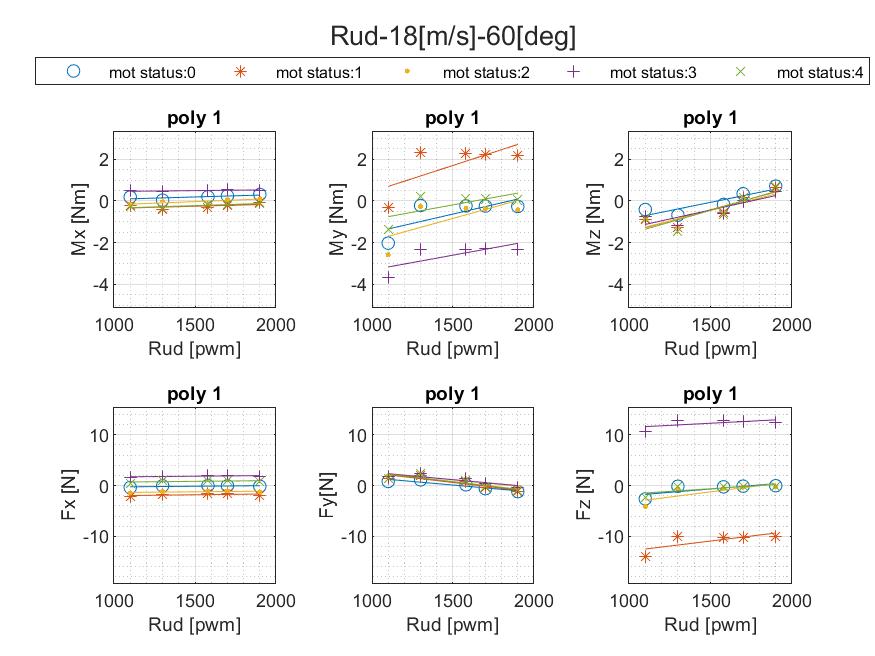 Rud-18[m/s]-60[deg]
mot status:0 mot status:1 mot status:2 mot status:3 mot status:4
poly 1 poly 1 poly 1
Mx [Nm] My [Nm] Mz [Nm]
2 2 2
0 0 0
-2 -2 -2
-4 -4 -4
1000 1500 2000 1000 1500 2000 1000 1500 2000
Rud [pwm] Rud [pwm] Rud [pwm]
poly 1 poly 1 poly 1
Fx [N] Fy[N] Fz [N]
10 10 10
0 0 0
-10 -10 -10
1000 1500 2000 1000 1500 2000 1000 1500 2000
Rud [pwm] Rud [pwm] Rud [pwm]